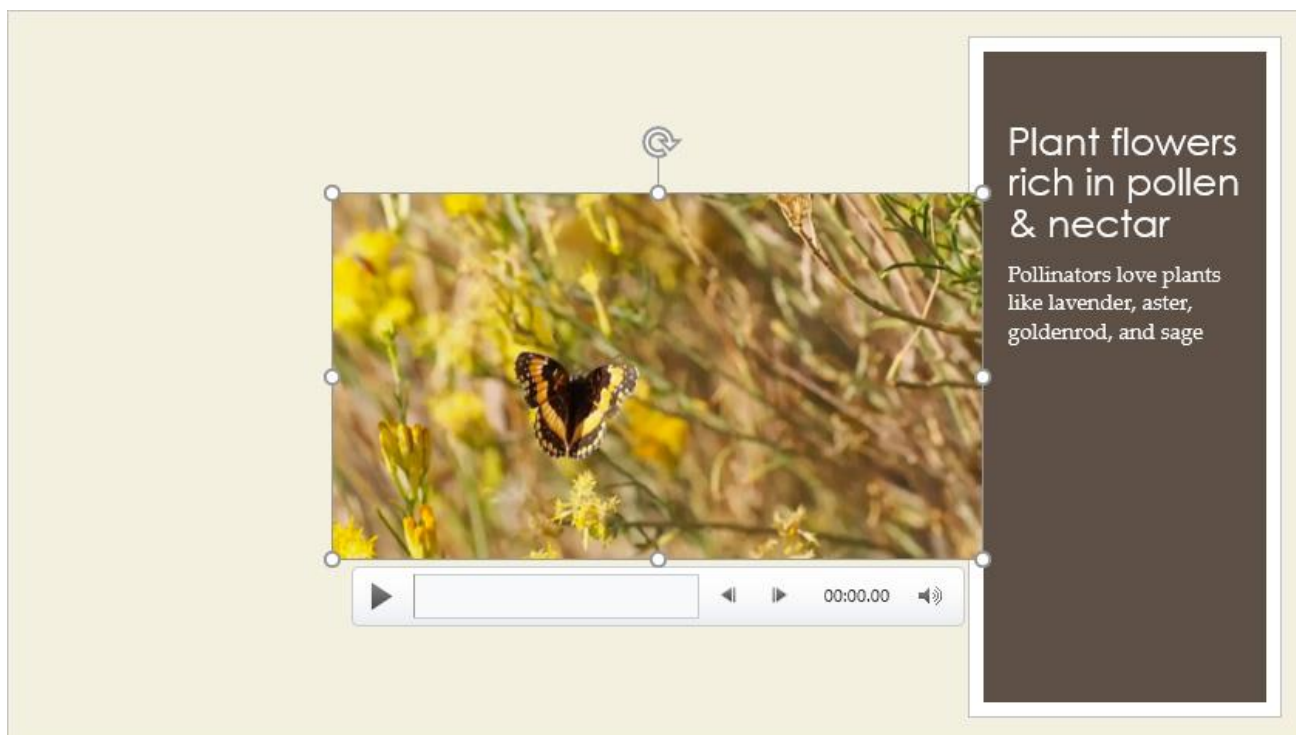 Plant flowers
rich in pollen
& nectar
Pollinators love plants
like lavender, aster,
goldenrod, and sage
00:00.00